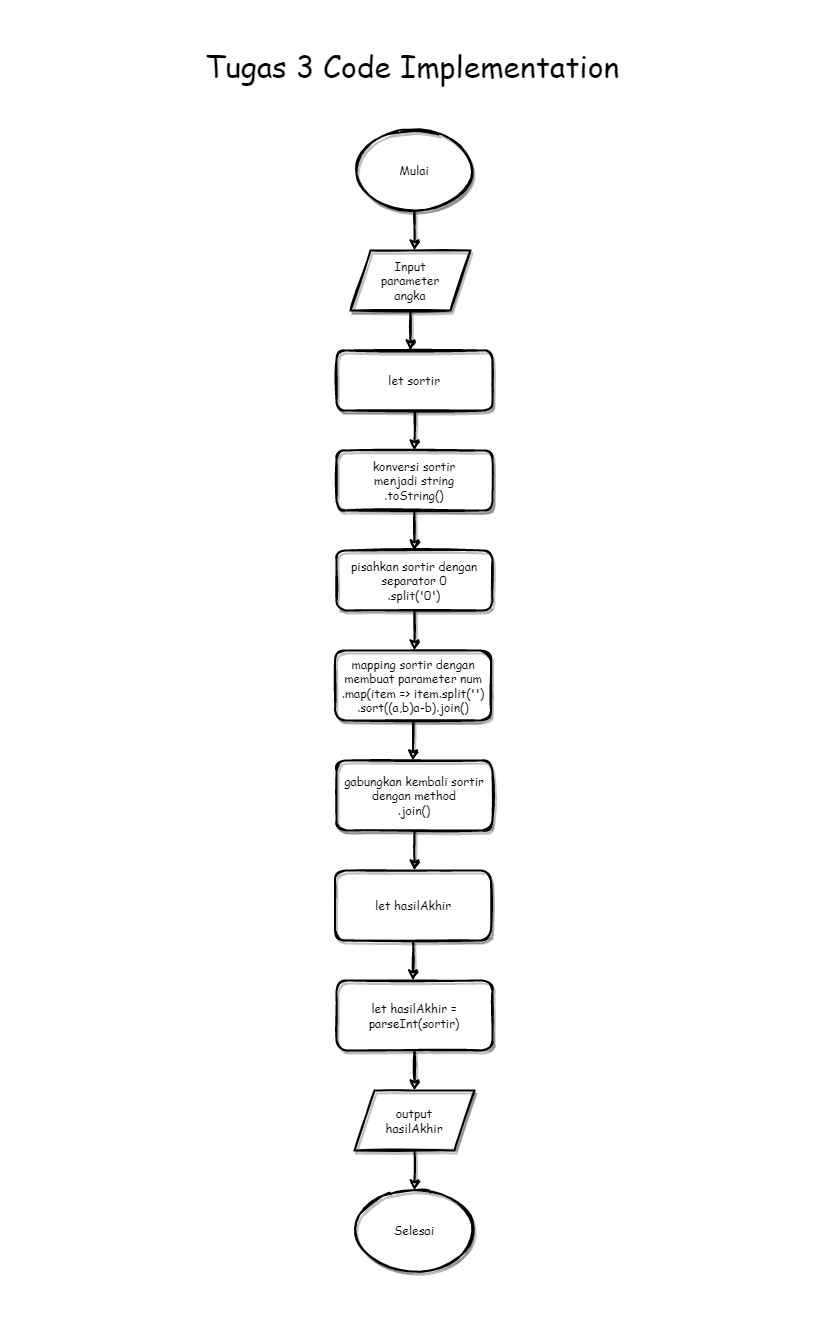 Tugas 3 Code Implementation
Mulai
Input
parameter
angka
let sortir
konversi sortir
menjadi string
.toString()
pisahkan sortir dengan
separator 0
.split('0')
mapping sortir dengan
membuat parameter num
.map(item => item.split('')
.sort((a,b)a-b).join()
gabungkan kembali sortir
dengan method
.join()
let hasilAkhir
let hasilAkhir =
parseInt(sortir)
output
hasilAkhir
Selesai